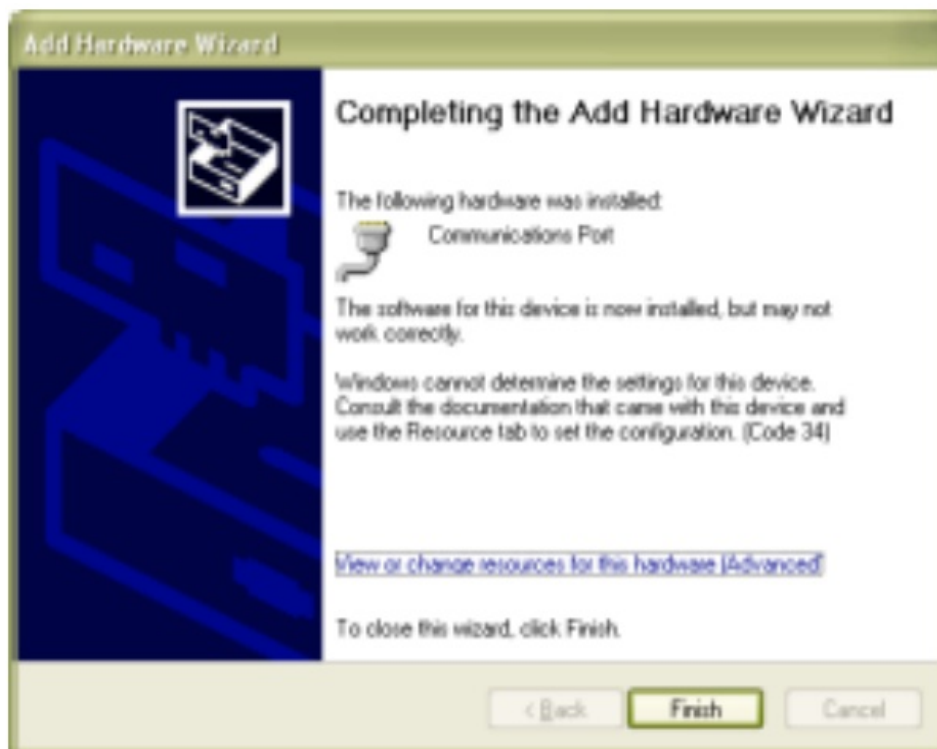 Add Hardware Wizard
Completing the Add Hardware Wizard
The following hardware was installed:
Communications Port
The software for this device is now installed, but may not
work correctly.
Windows cannot determine the settings for this device.
Consult the documentation that came with this device and
use the Resource tab to set the configuration. (Code 34)
View or change resources for this hardware (Advanced)
To close this wizard, click Finish.
< Back
Finish
Cancel